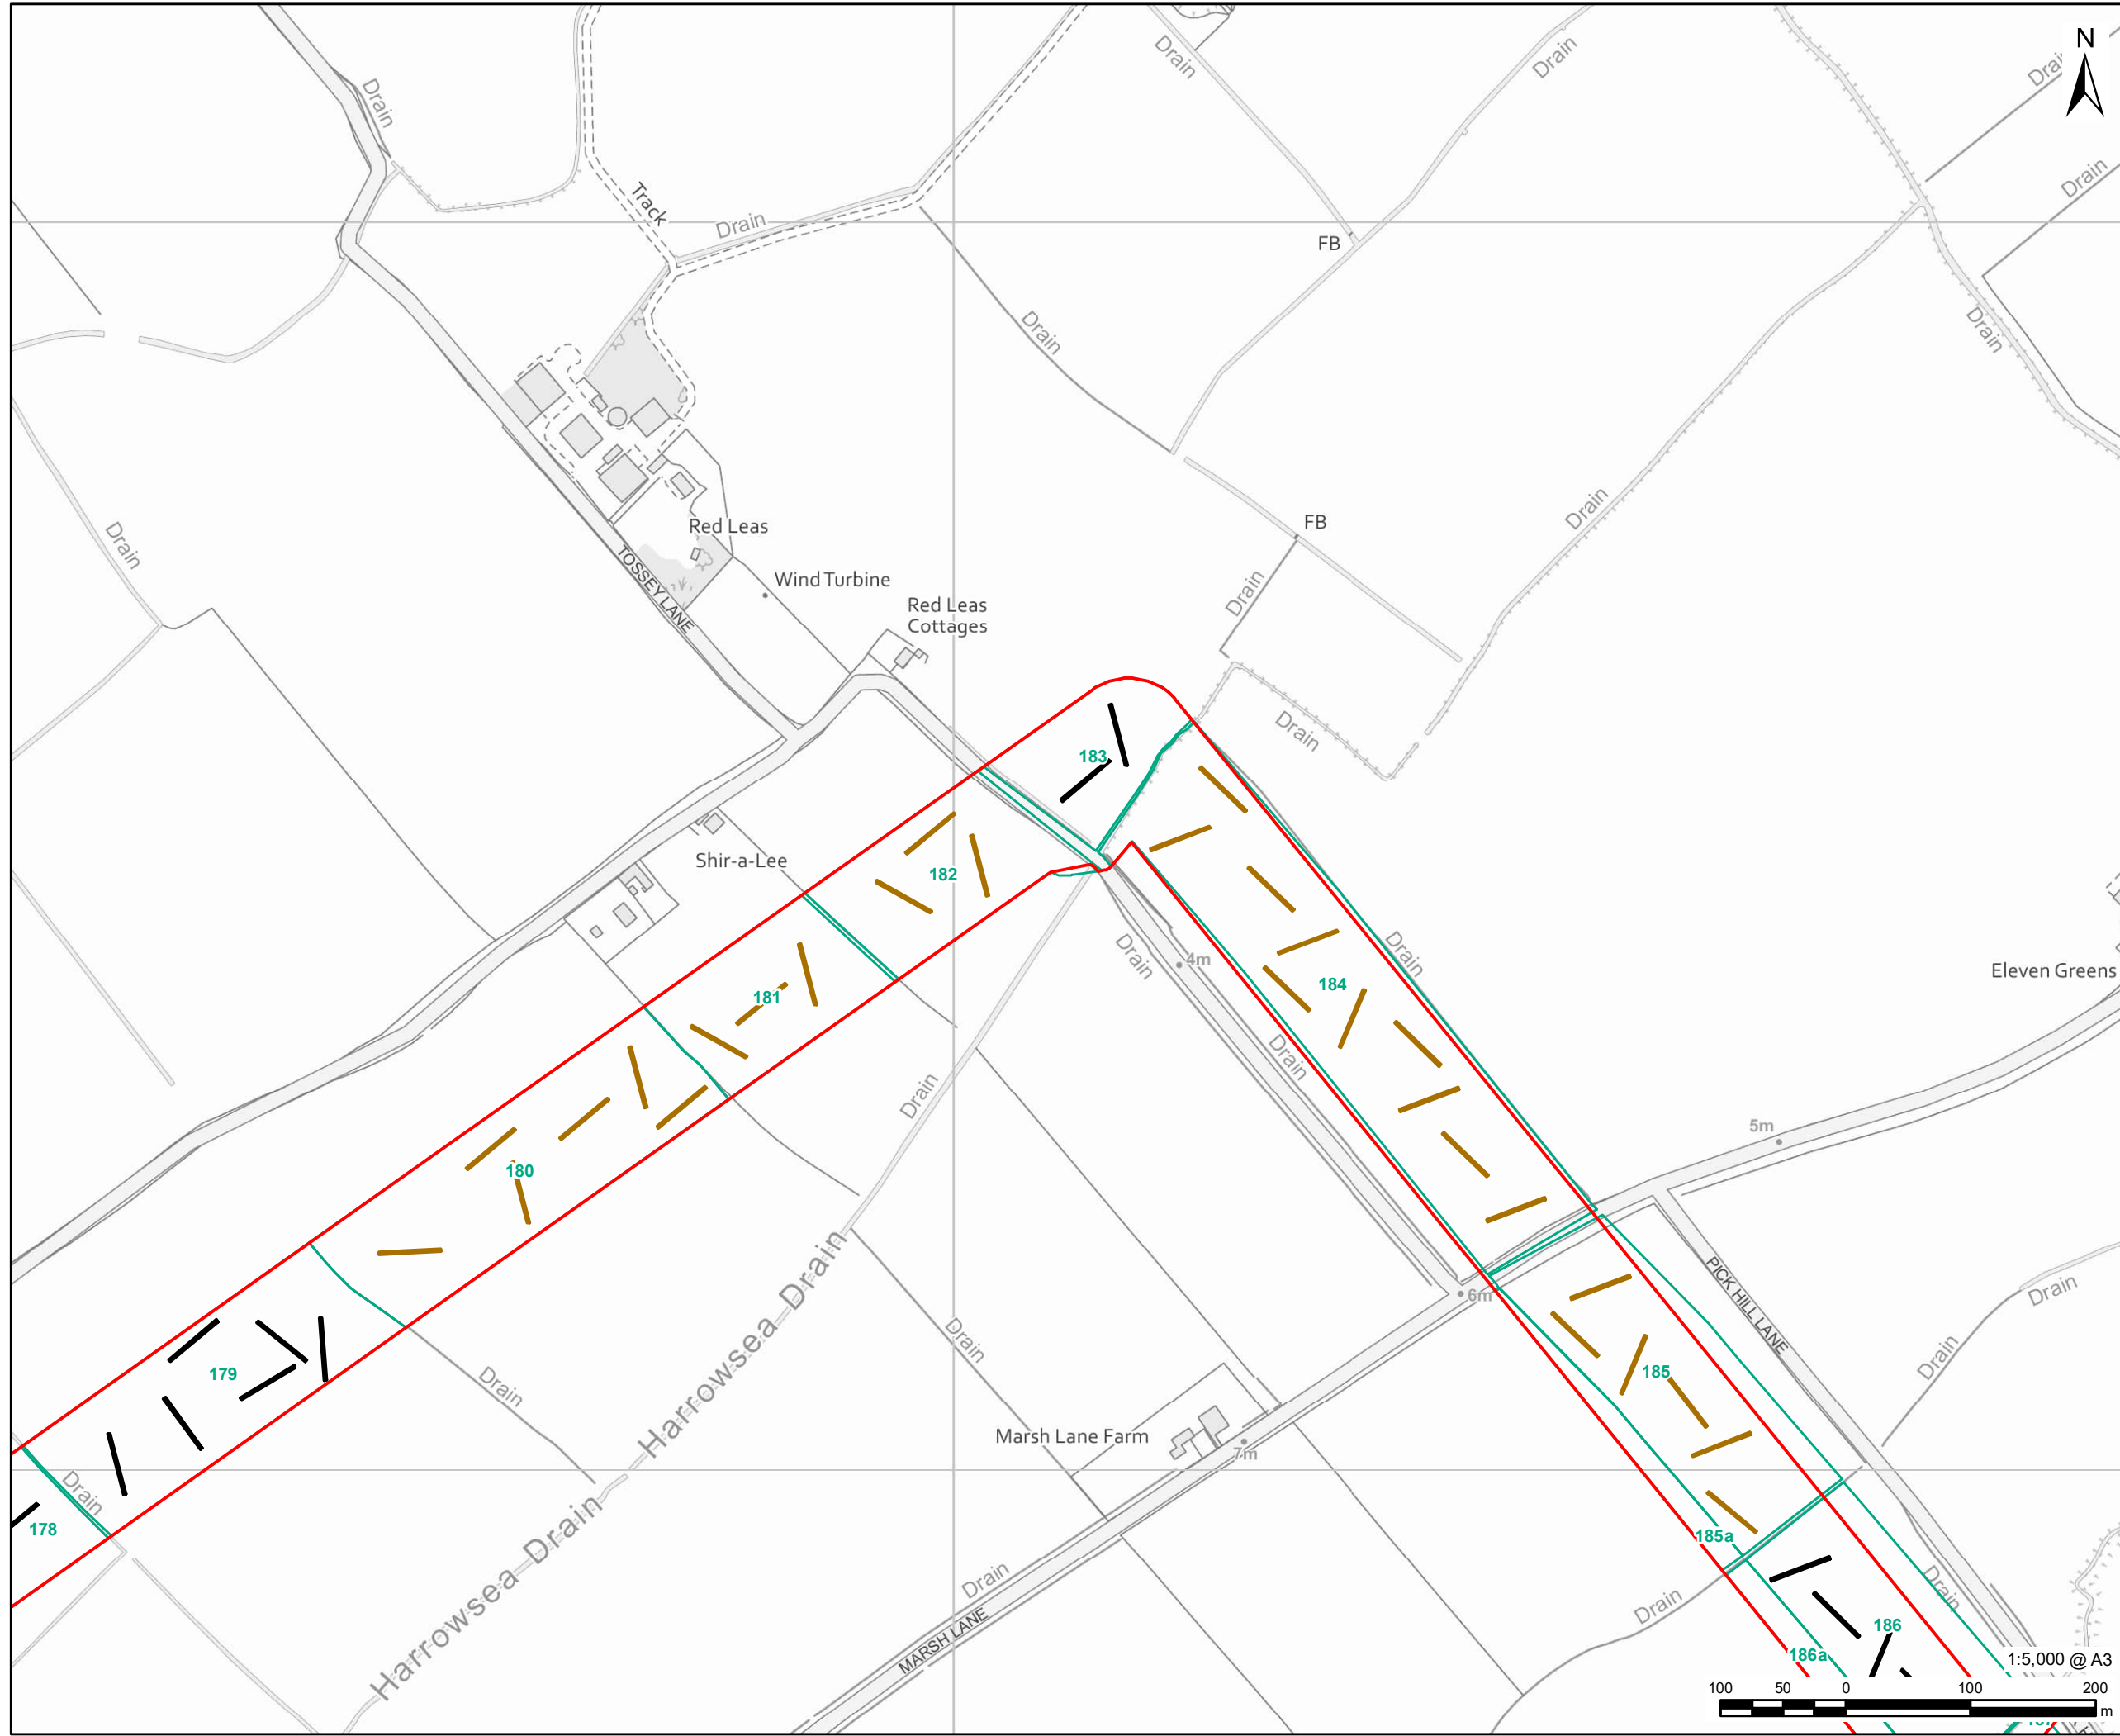 N
Drain
Drain
Drain
Drain
Drain
Track
Drain
FB
Drain
Drain
FB
Drain
Drain
Red Leas
TOSSEY LANE
Wind Turbine
Red Leas
Cottages
Drain
Drain
183
Shir-a-Lee
182
Drain
4m
Drain
184
Eleven Greens
181
Drain
Drain
5m
180
Harrowsea Drain
6m
PICK HILL LANE
Drain
Drain
Drain
179
Drain
185
Marsh Lane Farm
7m
Drain
178
Harrowsea Drain
185a
Drain
MARSH LANE
Drain
Drain
186
186a
1:5,000 @ A3
100 50 0 100 200
m